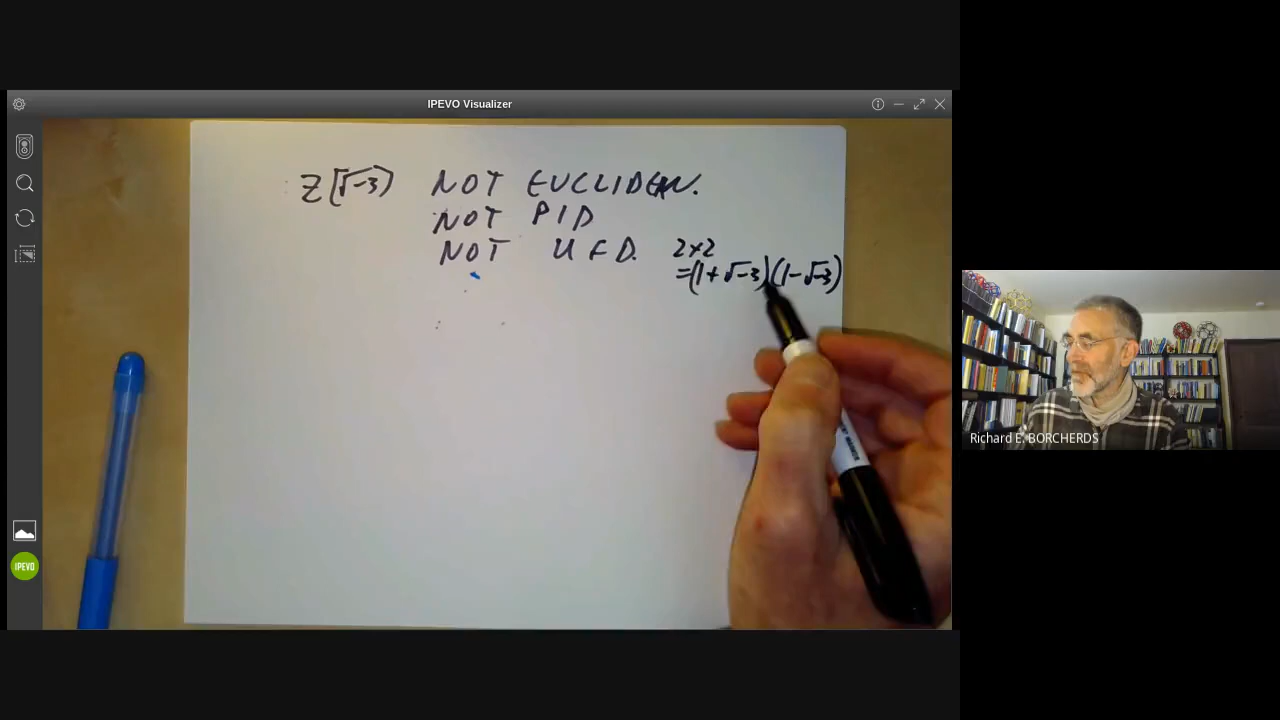 IPEVO Visualizer
Z[√-3] NOT EUCLIDEAN.
NOT PID
NOT UFD. 2×2
=(1+√-3)(1-√-3)
Richard E. BORCHERDS
IPEVO